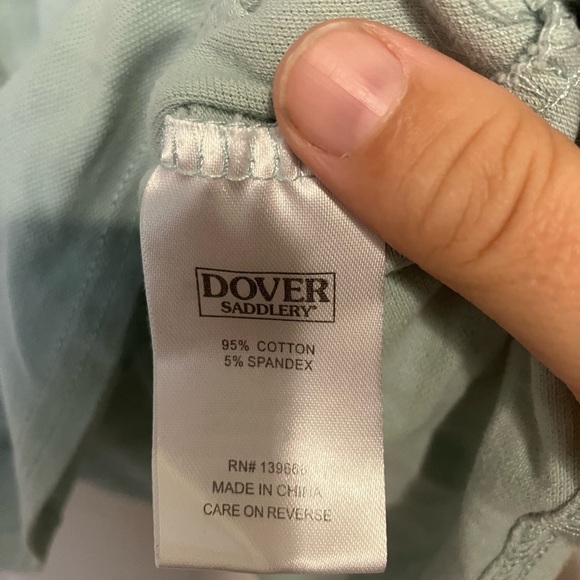 DOVER
SADDLERY®
95% COTTON
5% SPANDEX
RN#
MADE IN CHINA
CARE ON REVERSE